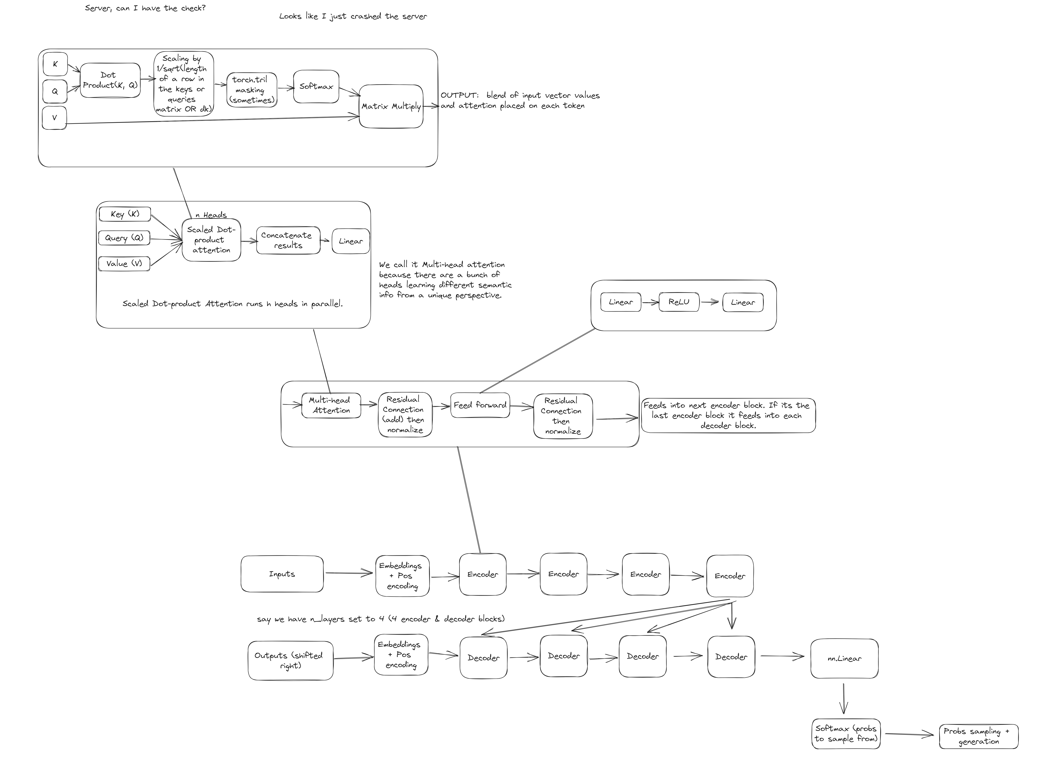 Server, can I have the check?
Looks like I just crashed the server
K
Q
V
Dot
Product(K, Q)
Scaling by
1/sqrt(length
of a row in
the keys or
queries
matrix OR dk)
torch.tril
masking
(sometimes)
Softmax
Matrix Multiply
OUTPUT: blend of input vector values
and attention placed on each token
Key (K)
Query (Q)
Value (V)
n Heads
Scaled Dot-
product
attention
Concatenate
results
Linear
Scaled Dot-product Attention runs h heads in parallel.
We call it Multi-head attention
because there are a bunch of
heads learning different semantic
info from a unique perspective.
Linear
ReLU
Linear
Multi-head
Attention
Residual
Connection
(add) then
normalize
Feed forward
Residual
Connection
then
normalize
Feeds into next encoder block. If its the
last encoder block it feeds into each
decoder block.
Inputs
Embeddings
+ Pos
encoding
Encoder
Encoder
Encoder
Encoder
say we have n_layers set to 4 (4 encoder & decoder blocks)
Outputs (shifted
right)
Embeddings
+ Pos
encoding
Decoder
Decoder
Decoder
Decoder
nn.Linear
Softmax (probs
to sample from)
Probs sampling +
generation